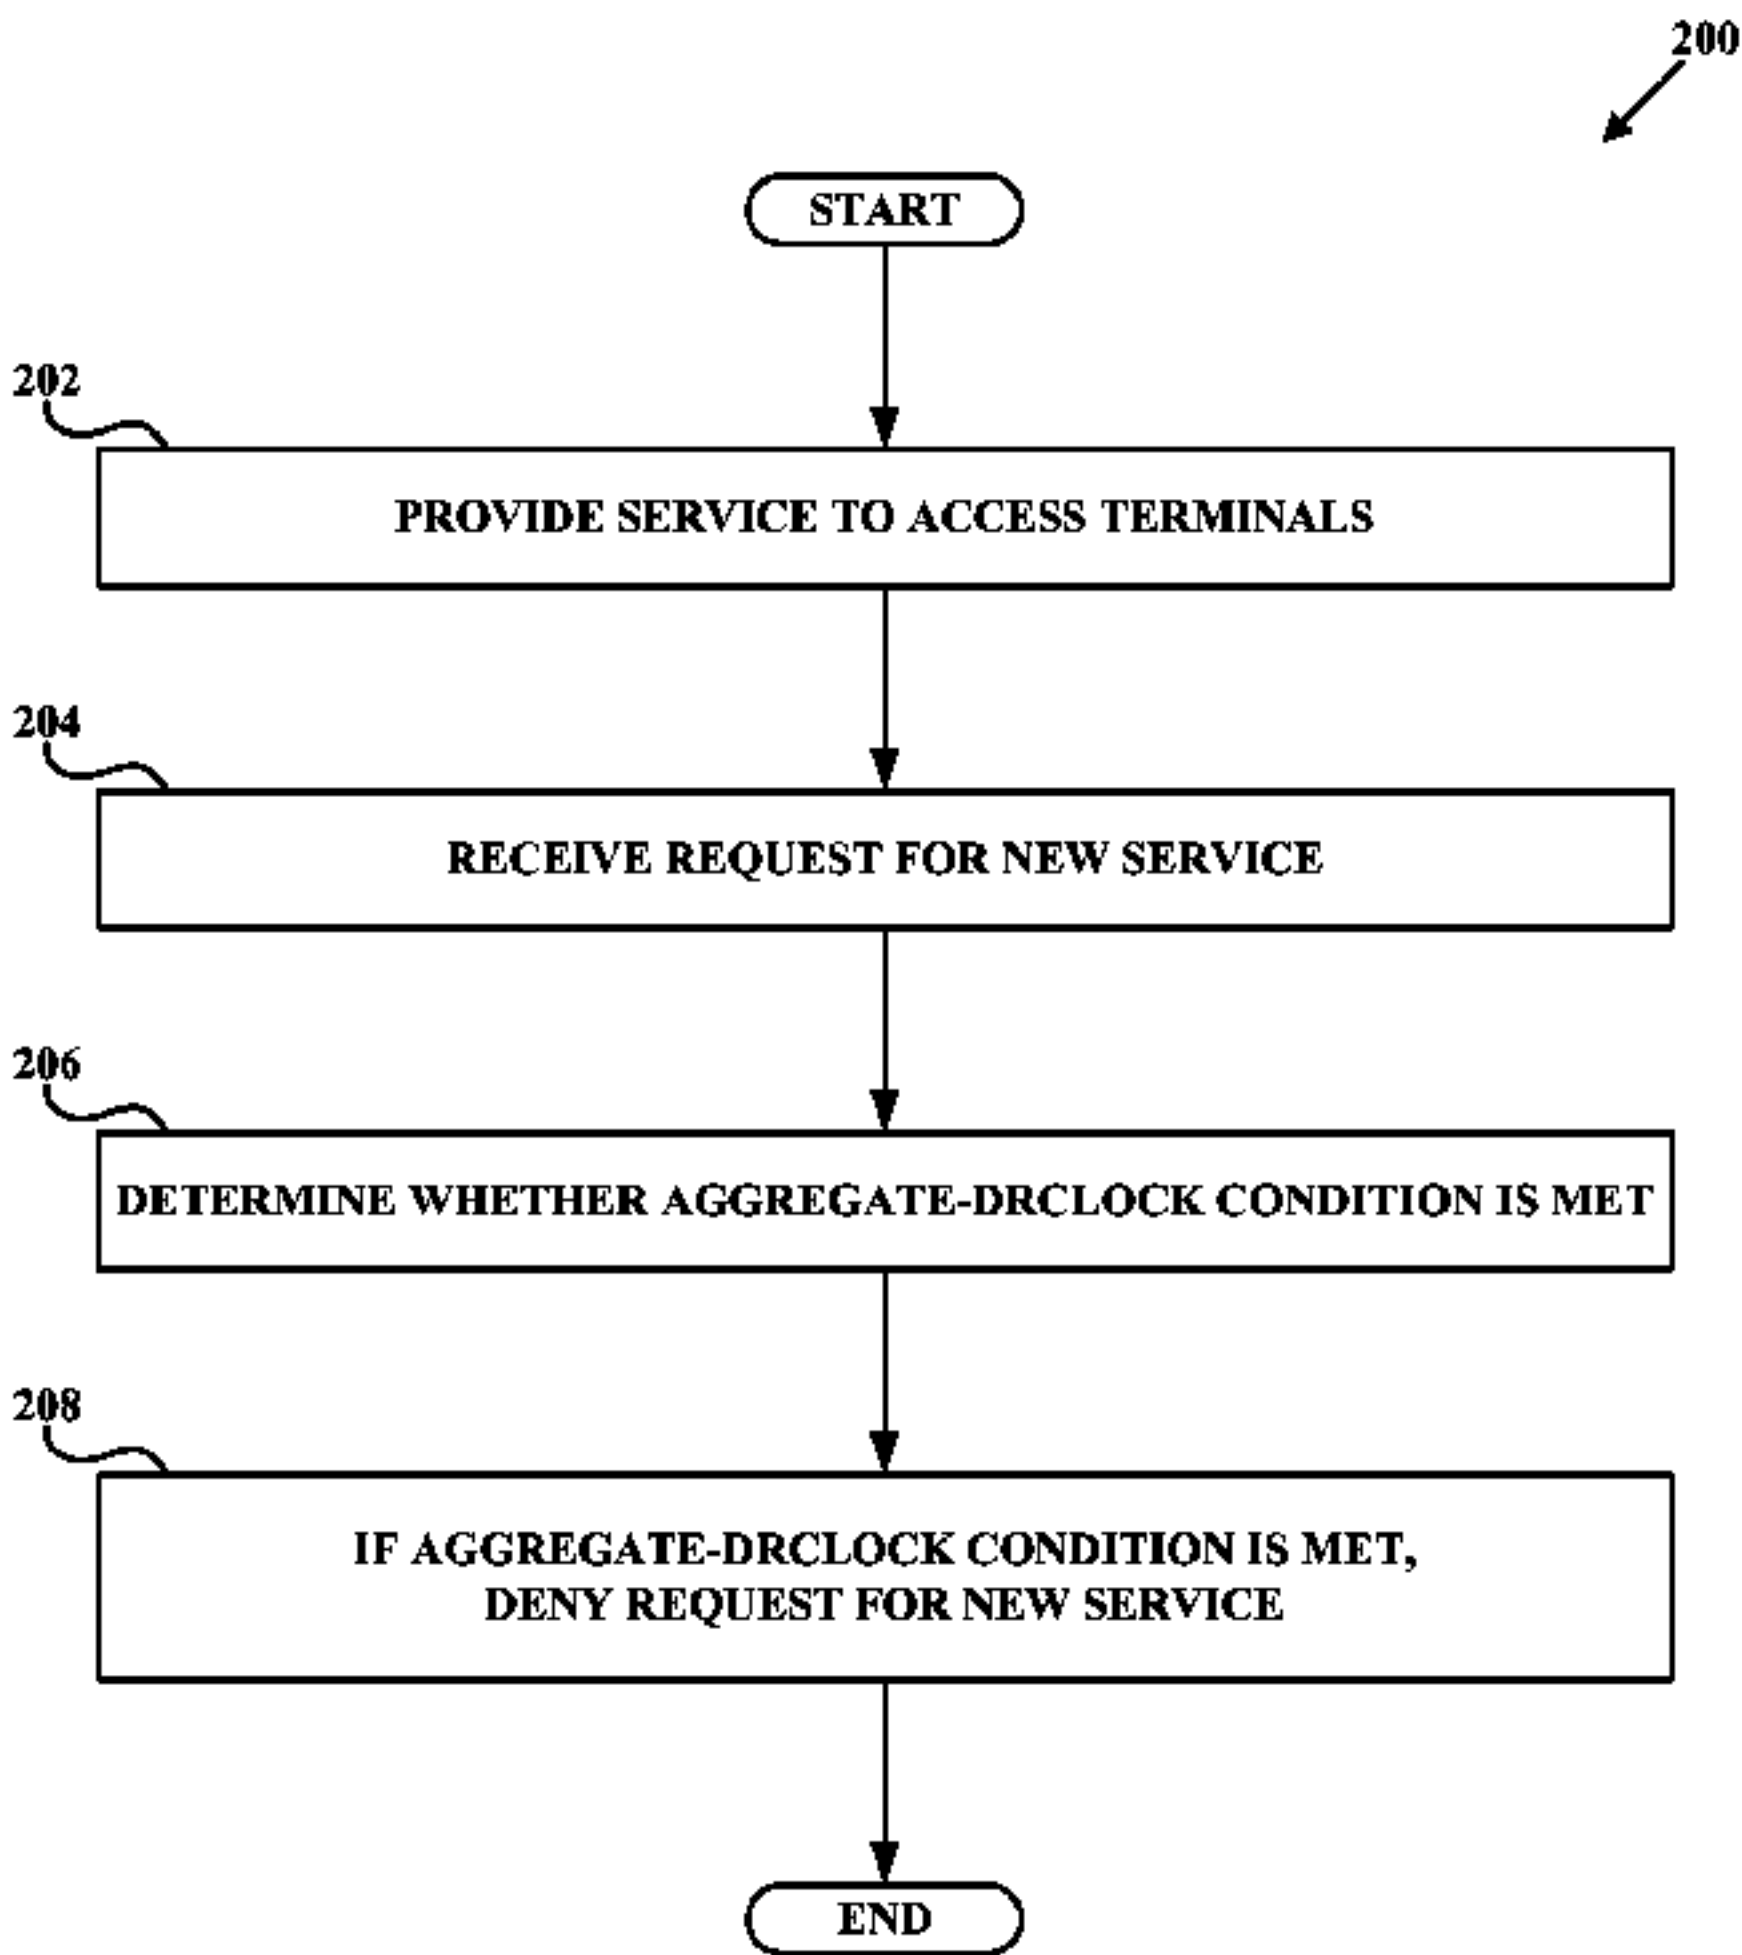 200
START
202
PROVIDE SERVICE TO ACCESS TERMINALS
204
RECEIVE REQUEST FOR NEW SERVICE
206
DETERMINE WHETHER AGGREGATE-DRCLOCK CONDITION IS MET
208
IF AGGREGATE-DRCLOCK CONDITION IS MET,
DENY REQUEST FOR NEW SERVICE
END